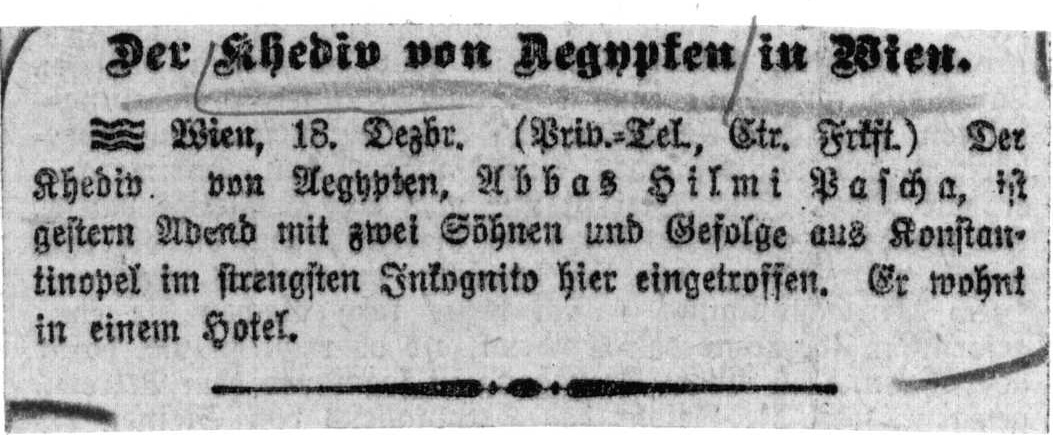 Der Khediv von Aegypten in Wien.
Wien, 18. Dezbr. (Priv.-Tel., Ctr. Frkft.) Der
Khediv von Aegypten, Abbas Hilmi Pascha, ist
gestern Abend mit zwei Söhnen und Gefolge aus Konstan-
tinopel im strengsten Inkognito hier eingetroffen. Er wohnt
in einem Hotel.